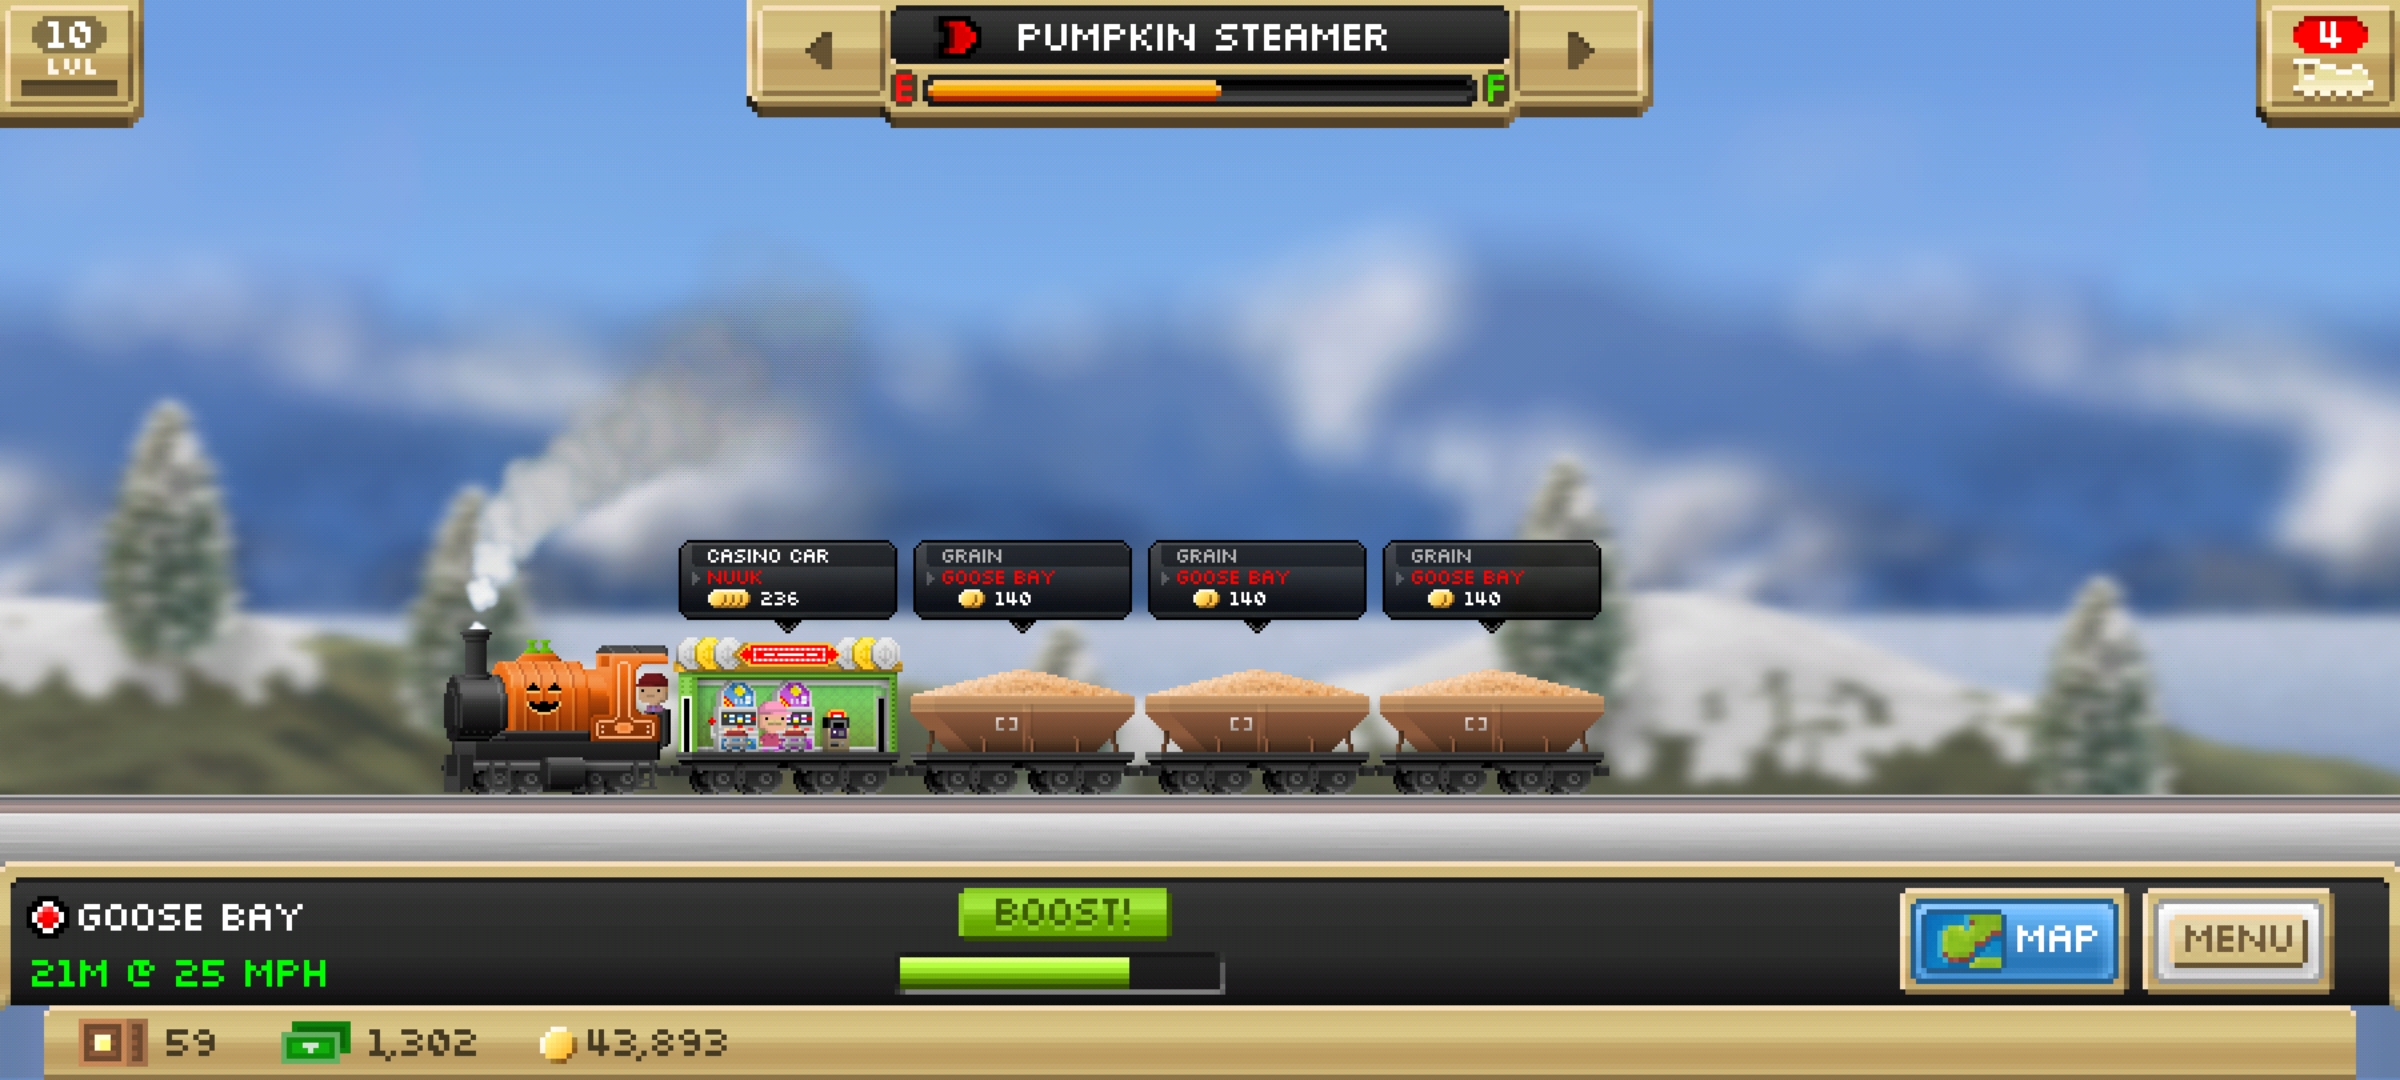 10
LVL
PUMPKIN STEAMER
E F
4
CASINO CAR
NUUK
236
GRAIN
GOOSE BAY
140
GRAIN
GOOSE BAY
140
GRAIN
GOOSE BAY
140
GOOSE BAY
21M @ 25 MPH
BOOST!
MAP
MENU
59
1,302
43,893